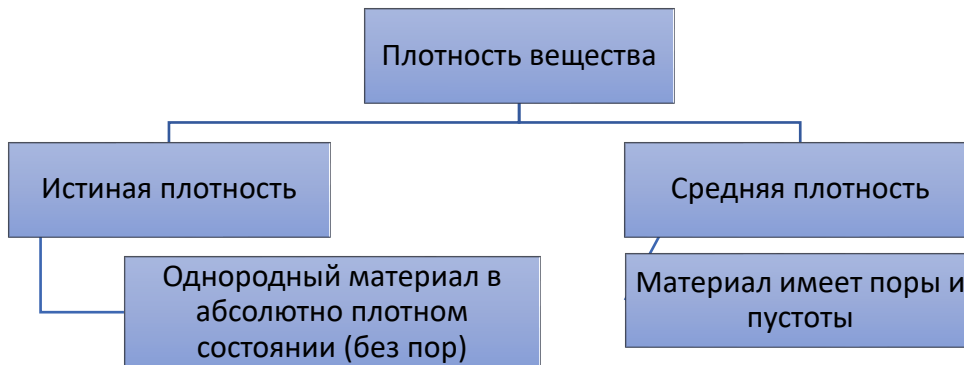 Плотность вещества
Истиная плотность
Средняя плотность
Однородный материал в
абсолютно плотном
состоянии (без пор)
Материал имеет поры и
пустоты